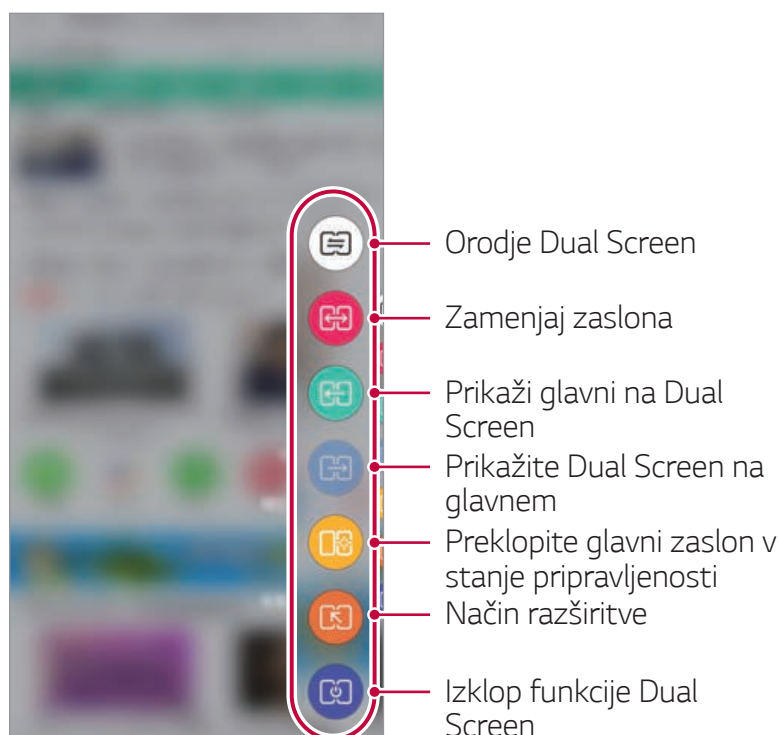 Orodje Dual Screen
Zamenjaj zaslona
Prikaži glavni na Dual
Screen
Prikažite Dual Screen na
glavnem
Preklopite glavni zaslon v
stanje pripravljenosti
Način razširitve
Izklop funkcije Dual
Screen